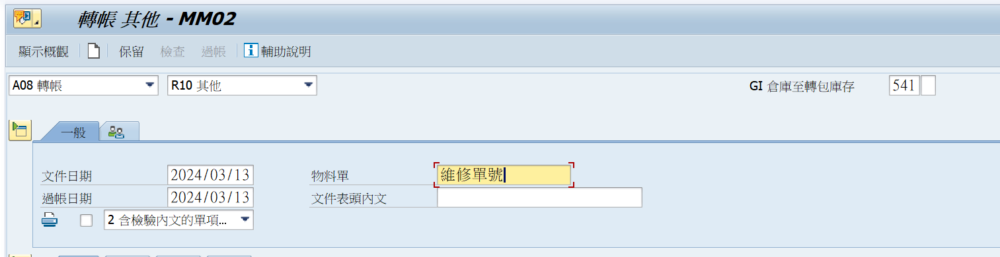 轉帳 其他 - MM02
顯示概觀 保留 檢查 過帳 輔助說明
A08 轉帳 R10 其他 GI 倉庫至轉包庫存 541
一般
文件日期 2024/03/13 物料單 維修單號
過帳日期 2024/03/13 文件表頭內文
2 含檢驗內文的單項...